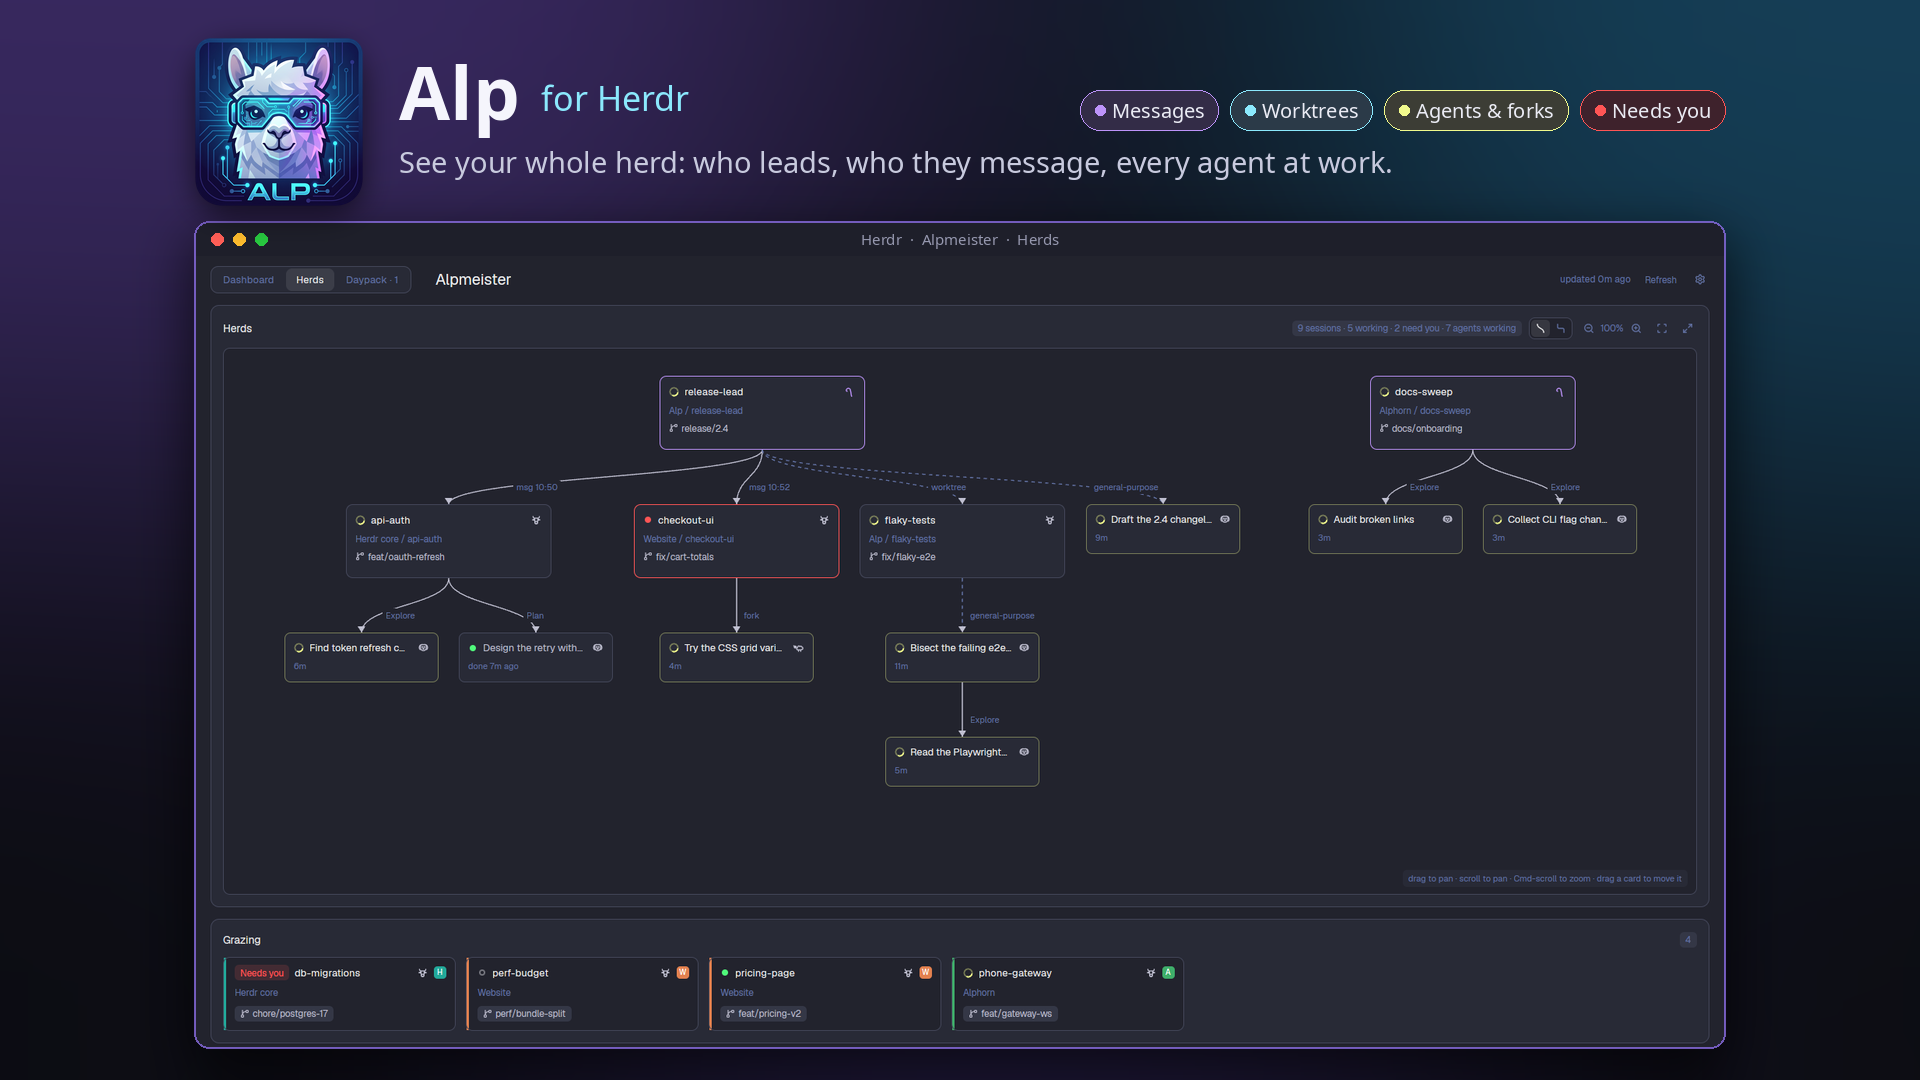 ALP
Alp for Herdr
See your whole herd: who leads, who they message, every agent at work.
Messages
Worktrees
Agents & forks
Needs you
Herdr · Alpmeister · Herds
Dashboard
Herds
Daypack · 1
Alpmeister
updated 0m ago
Refresh
Herds
9 sessions · 5 working · 2 need you · 7 agents working
100%
release-lead
Alp / release-lead
release/2.4
docs-sweep
Alphorn / docs-sweep
docs/onboarding
msg 10:50
msg 10:52
worktree
general-purpose
Explore
Explore
api-auth
Herdr core / api-auth
feat/oauth-refresh
checkout-ui
Website / checkout-ui
fix/cart-totals
flaky-tests
Alp / flaky-tests
fix/flaky-e2e
Draft the 2.4 changel...
9m
Audit broken links
3m
Collect CLI flag chan...
3m
Explore
Plan
fork
general-purpose
Find token refresh c...
6m
Design the retry with...
done 7m ago
Try the CSS grid vari...
4m
Bisect the failing e2e...
11m
Explore
Read the Playwright...
5m
drag to pan · scroll to pan · Cmd-scroll to zoom · drag a card to move it
Grazing
4
Needs you db-migrations H
Herdr core
chore/postgres-17
perf-budget W
Website
perf/bundle-split
pricing-page W
Website
feat/pricing-v2
phone-gateway A
Alphorn
feat/gateway-ws